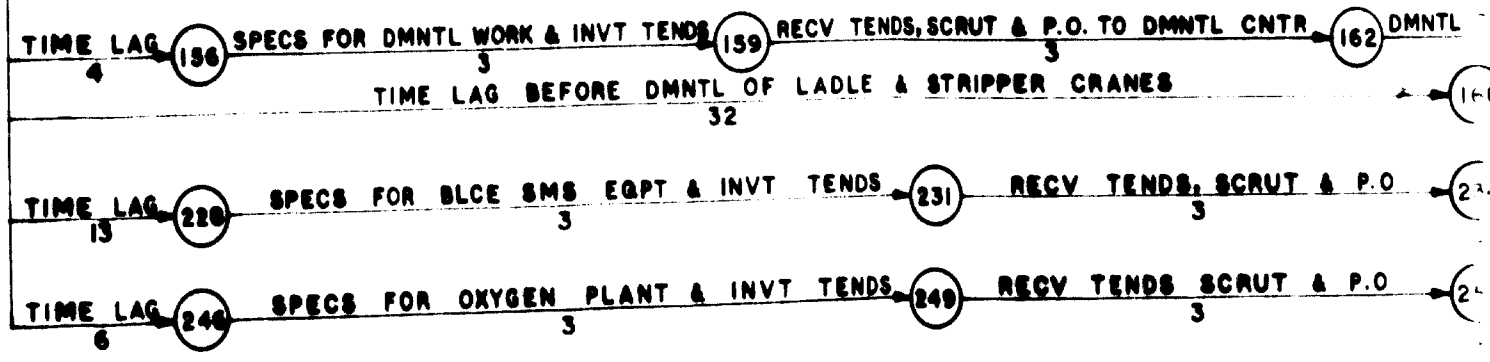 TIME LAG 156 SPECS FOR DMNTL WORK & INVT TENDS 159 RECV TENDS, SCRUT & P.O. TO DMNTL CNTR 162 DMNTL
4 3 3
TIME LAG BEFORE DMNTL OF LADLE & STRIPPER CRANES
32
TIME LAG 228 SPECS FOR BLCE SMS EQPT & INVT TENDS 231 RECV TENDS, SCRUT & P.O
13 3 3
TIME LAG 246 SPECS FOR OXYGEN PLANT & INVT TENDS 249 RECV TENDS SCRUT & P.O
6 3 3